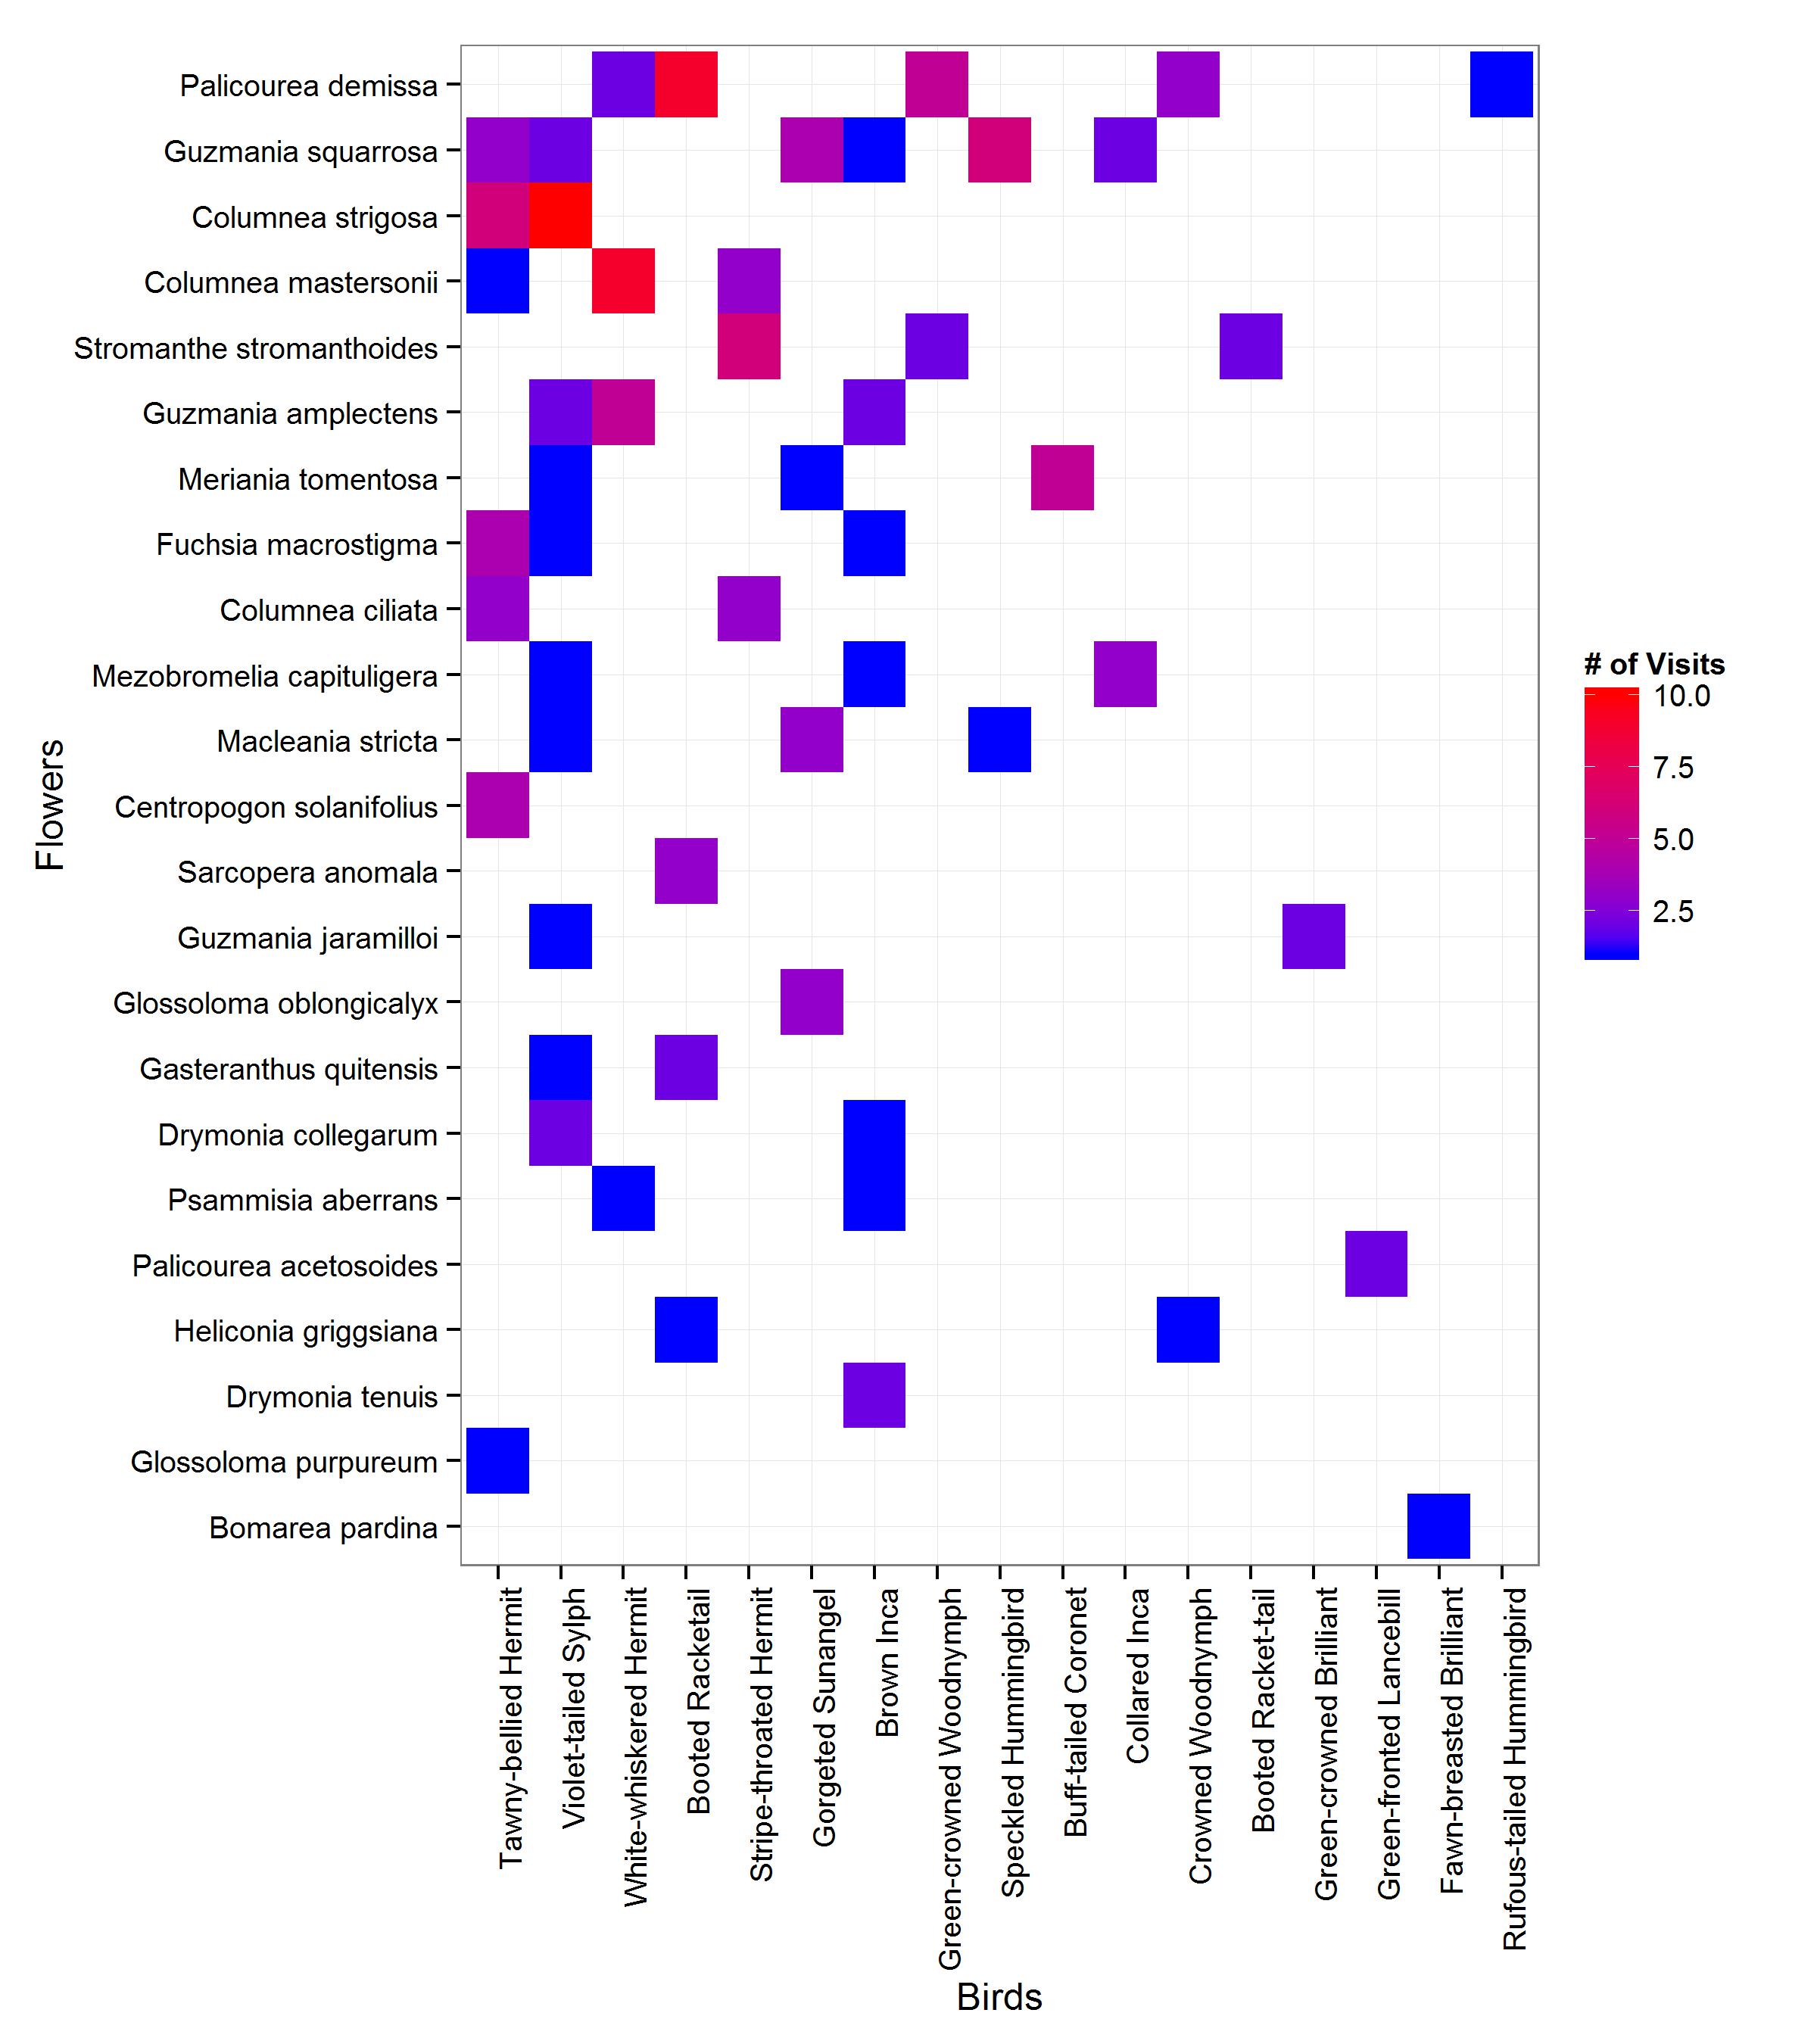 Palicourea demissa
Guzmania squarrosa
Columnea strigosa
Columnea mastersonii
Stromanthe stromanthoides
Guzmania amplectens
Meriania tomentosa
Fuchsia macrostigma
Columnea ciliata
Mezobromelia capituligera
Macleania stricta
Centropogon solanifolius
Sarcopera anomala
Guzmania jaramilloi
Glossoloma oblongicalyx
Gasteranthus quitensis
Drymonia collegarum
Psammisia aberrans
Palicourea acetosoides
Heliconia griggsiana
Drymonia tenuis
Glossoloma purpureum
Bomarea pardina
Flowers
Tawny-bellied Hermit
Violet-tailed Sylph
White-whiskered Hermit
Booted Racketail
Stripe-throated Hermit
Gorgeted Sunangel
Brown Inca
Green-crowned Woodnymph
Speckled Hummingbird
Buff-tailed Coronet
Collared Inca
Crowned Woodnymph
Booted Racket-tail
Green-crowned Brilliant
Green-fronted Lancebill
Fawn-breasted Brilliant
Rufous-tailed Hummingbird
Birds
# of Visits
10.0
7.5
5.0
2.5